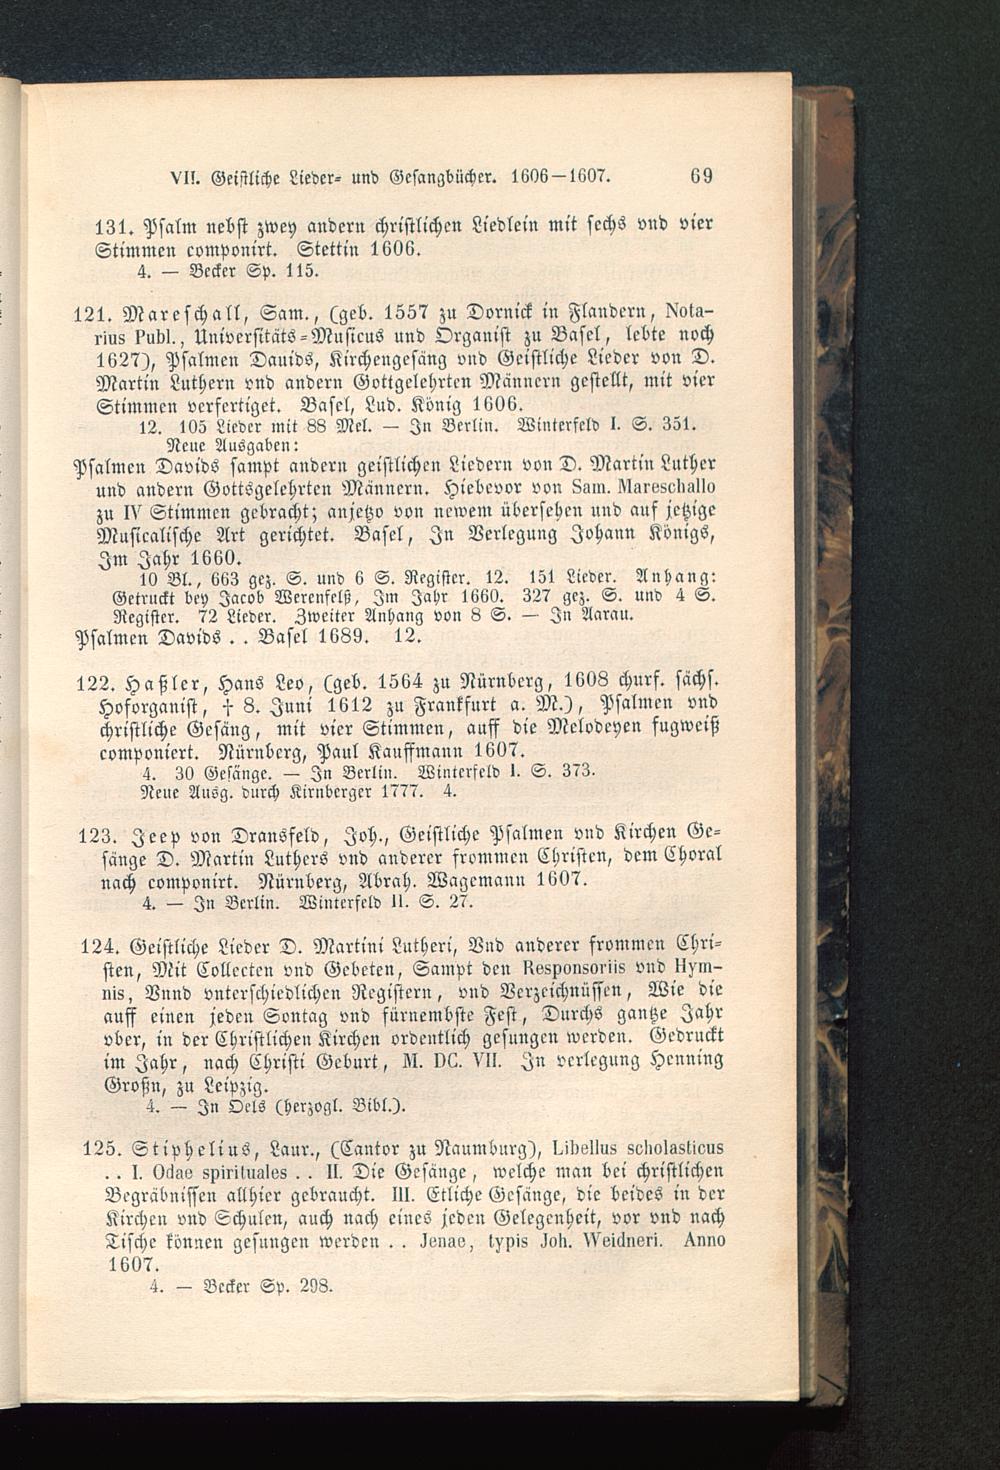 VII. Geistliche Lieder- und Gesangbücher. 1606—1607. 69
131. Psalm nebst zwey andern christlichen Liedlein mit sechs vnd vier
Stimmen componirt. Stettin 1606.
4. — Becker Sp. 115.
121. Mareschall, Sam., (geb. 1557 zu Dornick in Flandern, Nota-
rius Publ., Universitäts-Musicus und Organist zu Basel, lebte noch
1627), Psalmen Dauids, Kirchengesäng vnd Geistliche Lieder von D.
Martin Luthern vnd andern Gottgelehrten Männern gestellt, mit vier
Stimmen verfertiget. Basel, Lud. König 1606.
12. 105 Lieder mit 88 Mel. — In Berlin. Winterfeld I. S. 351.
Neue Ausgaben:
Psalmen Davids sampt andern geistlichen Liedern von D. Martin Luther
und andern Gottsgelehrten Männern. Hiebevor von Sam. Mareschallo
zu IV Stimmen gebracht; anjetzo von newem übersehen und auf jetzige
Musicalische Art gerichtet. Basel, In Verlegung Johann Königs,
Im Jahr 1660.
10 Bl., 663 gez. S. und 6 S. Register. 12. 151 Lieder. Anhang:
Getruckt bey Jacob Werenfelß, Im Jahr 1660. 327 gez. S. und 4 S.
Register. 72 Lieder. Zweiter Anhang von 8 S. — In Aarau.
Psalmen Davids . . Basel 1689. 12.
122. Haßler, Hans Leo, (geb. 1564 zu Nürnberg, 1608 churf. sächs.
Hoforganist, † 8. Juni 1612 zu Frankfurt a. M.), Psalmen vnd
christliche Gesäng, mit vier Stimmen, auff die Melodeyen fugweiß
componiert. Nürnberg, Paul Kauffmann 1607.
4. 30 Gesänge. — In Berlin. Winterfeld I. S. 373.
Neue Ausg. durch Kirnberger 1777. 4.
123. Jeep von Dransfeld, Joh., Geistliche Psalmen vnd Kirchen Ge-
sänge D. Martin Luthers vnd anderer frommen Christen, dem Choral
nach componirt. Nürnberg, Abrah. Wagemann 1607.
4. — In Berlin. Winterfeld II. S. 27.
124. Geistliche Lieder D. Martini Lutheri, Vnd anderer frommen Chri-
sten, Mit Collecten vnd Gebeten, Sampt den Responsoriis vnd Hym-
nis, Vnnd vnterschiedlichen Registern, vnd Verzeichnüssen, Wie die
auff einen jeden Sontag vnd fürnembste Fest, Durchs gantze Jahr
vber, in der Christlichen Kirchen ordentlich gesungen werden. Gedruckt
im Jahr, nach Christi Geburt, M. DC. VII. In verlegung Henning
Großn, zu Leipzig.
4. — In Oels (herzogl. Bibl.).
125. Stiphelius, Laur., (Cantor zu Naumburg), Libellus scholasticus
. . I. Odae spirituales . . II. Die Gesänge, welche man bei christlichen
Begräbnissen allhier gebraucht. III. Etliche Gesänge, die beides in der
Kirchen vnd Schulen, auch nach eines jeden Gelegenheit, vor vnd nach
Tische können gesungen werden . . Jenae, typis Joh. Weidneri. Anno
1607.
4. — Becker Sp. 298.